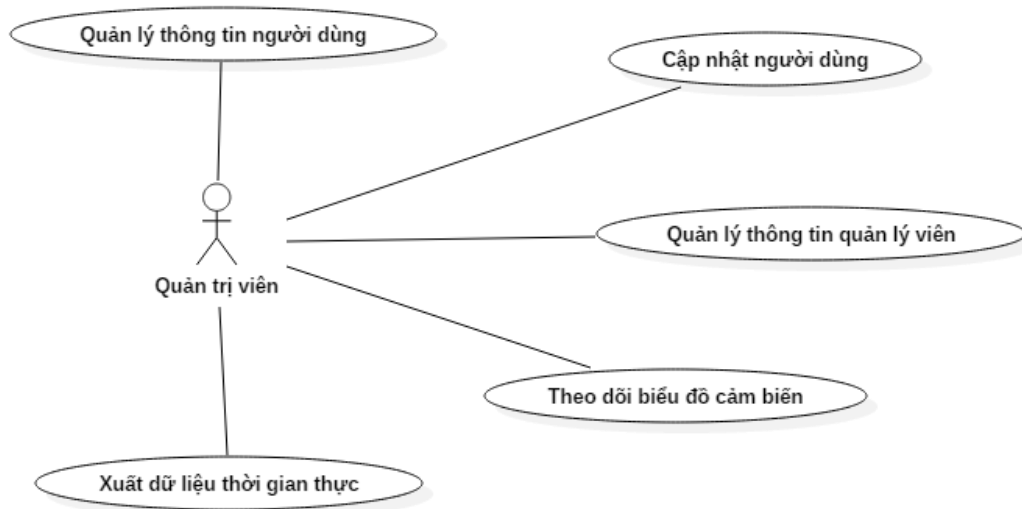 Quản lý thông tin người dùng
Cập nhật người dùng
Quản lý thông tin quản lý viên
Quản trị viên
Theo dõi biểu đồ cảm biến
Xuất dữ liệu thời gian thực